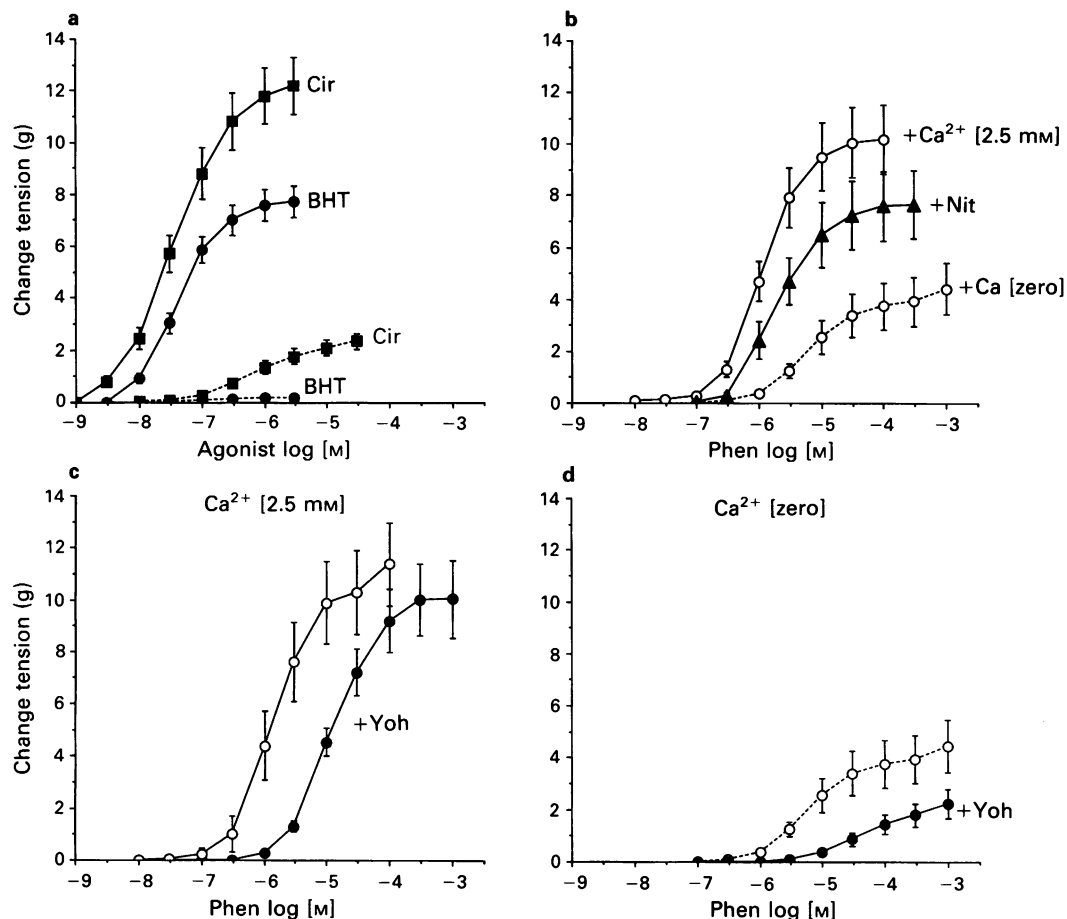 a
Change tension (g)
14
12
10
8
6
4
2
0
Cir
BHT
Cir
BHT
−9 −8 −7 −6 −5 −4 −3
Agonist log [M]
b
14
12
10
8
6
4
2
0
+Ca²⁺ [2.5 mM]
+Nit
+Ca [zero]
−9 −8 −7 −6 −5 −4 −3
Phen log [M]
c
Ca²⁺ [2.5 mM]
Change tension (g)
14
12
10
8
6
4
2
0
+Yoh
−9 −8 −7 −6 −5 −4 −3
Phen log [M]
d
Ca²⁺ [zero]
14
12
10
8
6
4
2
0
+Yoh
−9 −8 −7 −6 −5 −4 −3
Phen log [M]